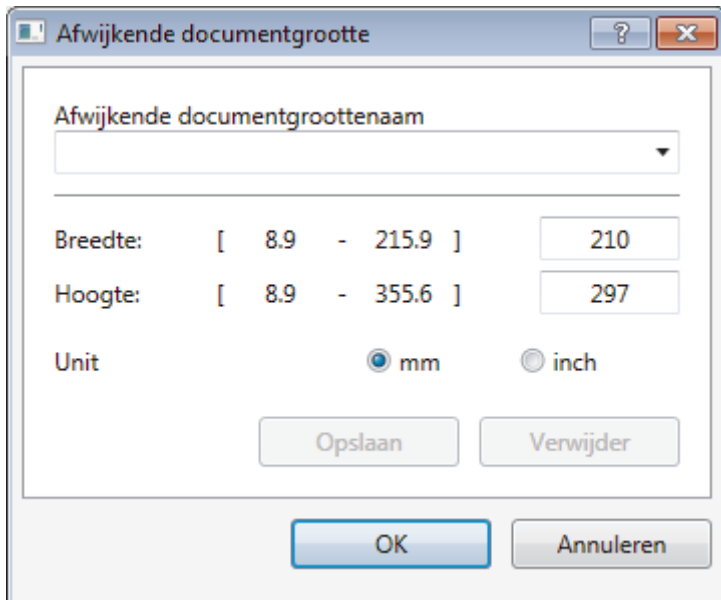 Afwijkende documentgrootte
Afwijkende documentgroottenaam
Breedte: [ 8.9 - 215.9 ] 210
Hoogte: [ 8.9 - 355.6 ] 297
Unit mm inch
Opslaan Verwijder
OK Annuleren